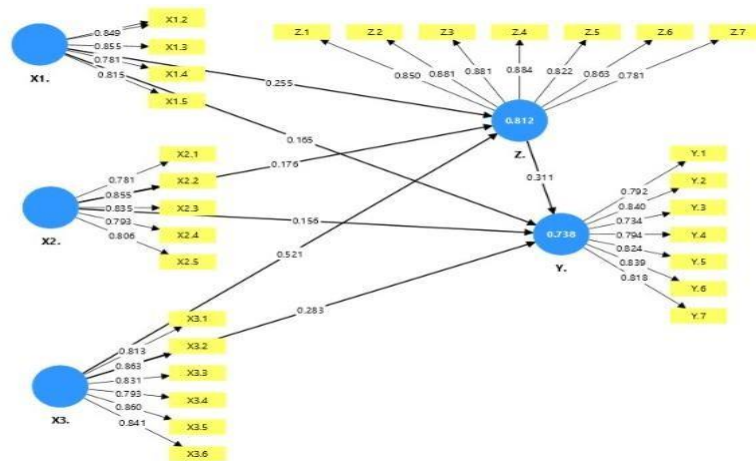 X1.2
0.849
0.855
X1.3
0.781
X1.4
0.815
X1.5
X1.
Z.1
Z.2
Z.3
Z.4
Z.5
Z.6
Z.7
0.850
0.881
0.881
0.884
0.822
0.863
0.781
0.255
0.812
Z.
0.165
0.176
0.311
X2.1
0.781
X2.2
0.855
X2.3
0.835
X2.4
0.793
X2.5
0.806
X2.
0.156
0.521
0.738
Y.
Y.1
0.792
Y.2
0.840
Y.3
0.734
Y.4
0.794
Y.5
0.824
Y.6
0.839
Y.7
0.818
0.283
X3.1
0.813
X3.2
0.863
X3.3
0.831
X3.4
0.793
X3.5
0.860
X3.6
0.841
X3.